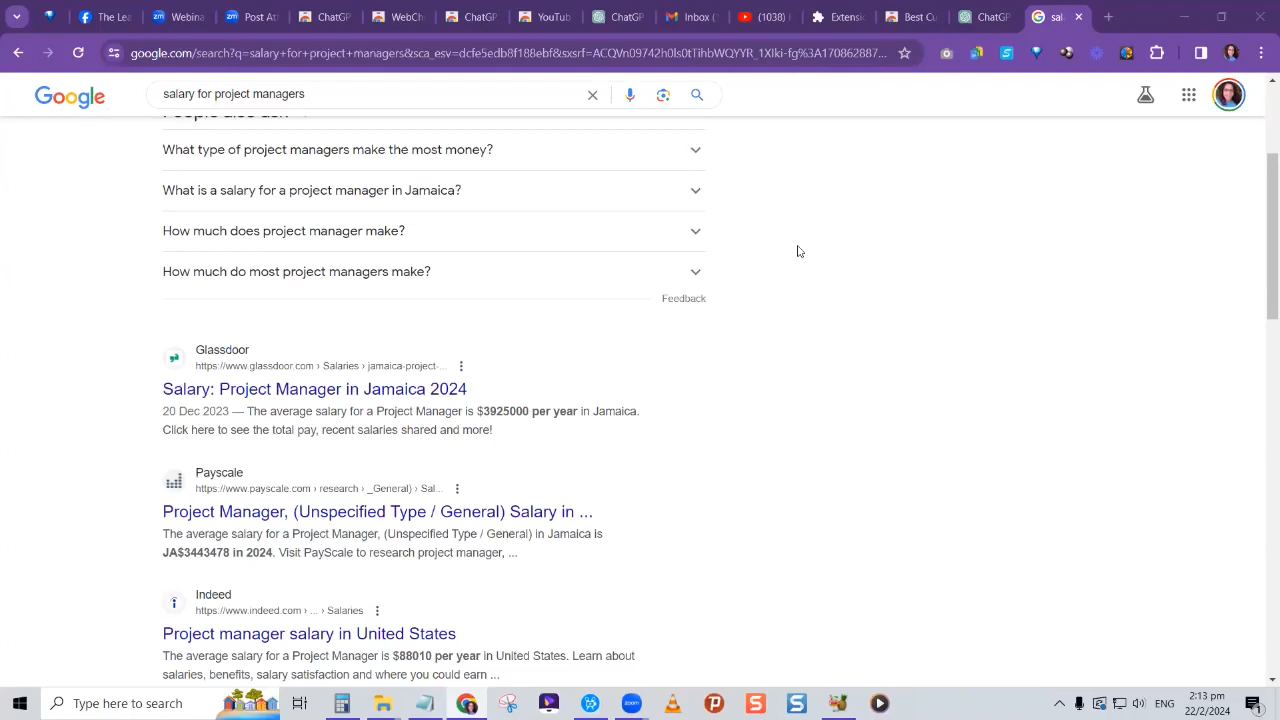 The Lea
Webina
Post Att
ChatGP
WebCh
ChatGP
YouTub
ChatGP
Inbox (
(1038)
Extensi
Best Cu
ChatGP
sal
google.com/search?q=salary+for+project+managers&sca_esv=dcfe5edb8f188ebf&sxsrf=ACQVn09742h0ls0tTihbWQYYR_1XIki-fg%3A170862887...
Google
salary for project managers
People also ask
What type of project managers make the most money?
What is a salary for a project manager in Jamaica?
How much does project manager make?
How much do most project managers make?
Feedback
Glassdoor
https://www.glassdoor.com › Salaries › jamaica-project-...
Salary: Project Manager in Jamaica 2024
20 Dec 2023 — The average salary for a Project Manager is $3925000 per year in Jamaica.
Click here to see the total pay, recent salaries shared and more!
Payscale
https://www.payscale.com › research › _General) › Sal...
Project Manager, (Unspecified Type / General) Salary in ...
The average salary for a Project Manager, (Unspecified Type / General) in Jamaica is
JA$3443478 in 2024. Visit PayScale to research project manager, ...
Indeed
https://www.indeed.com › ... › Salaries
Project manager salary in United States
The average salary for a Project Manager is $88010 per year in United States. Learn about
salaries, benefits, salary satisfaction and where you could earn ...
Type here to search
ENG
2:13 pm
22/2/2024